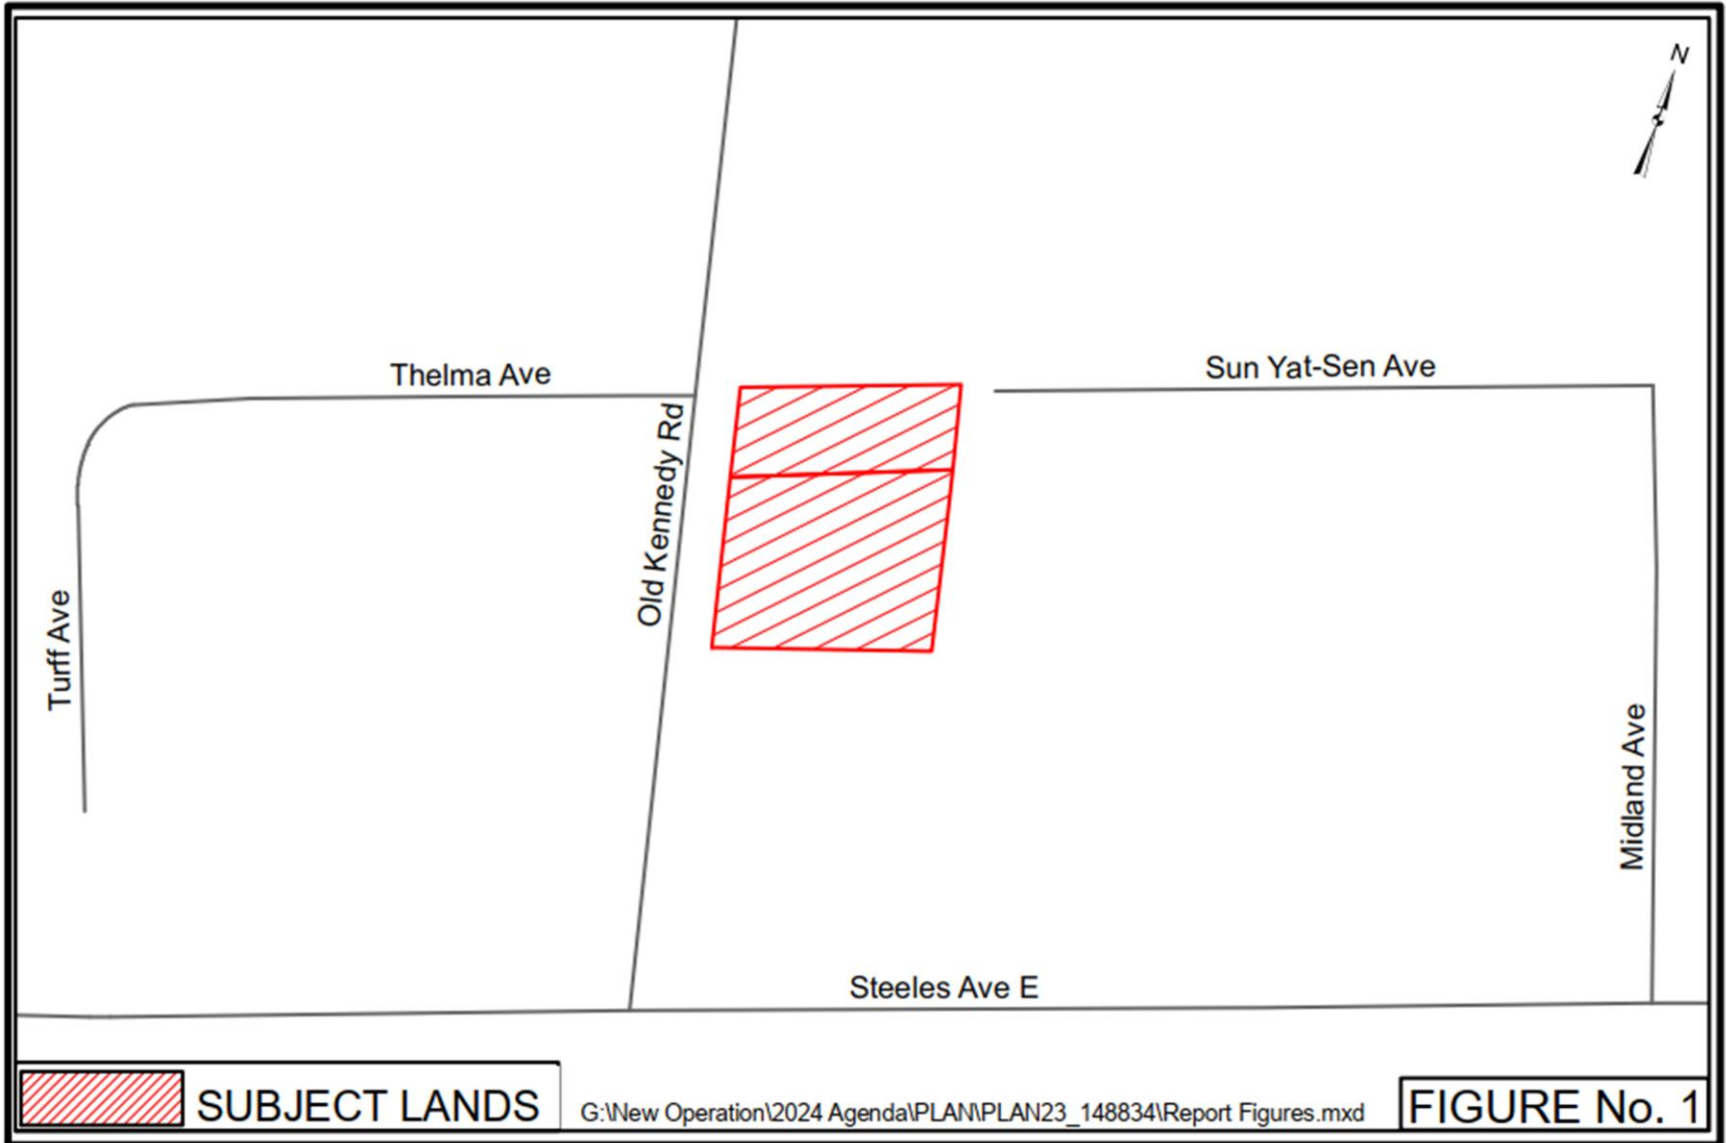 N
Thelma Ave
Sun Yat-Sen Ave
Old Kennedy Rd
Turff Ave
Midland Ave
Steeles Ave E
SUBJECT LANDS
G:\New Operation\2024 Agenda\PLAN\PLAN23_148834\Report Figures.mxd
FIGURE No. 1